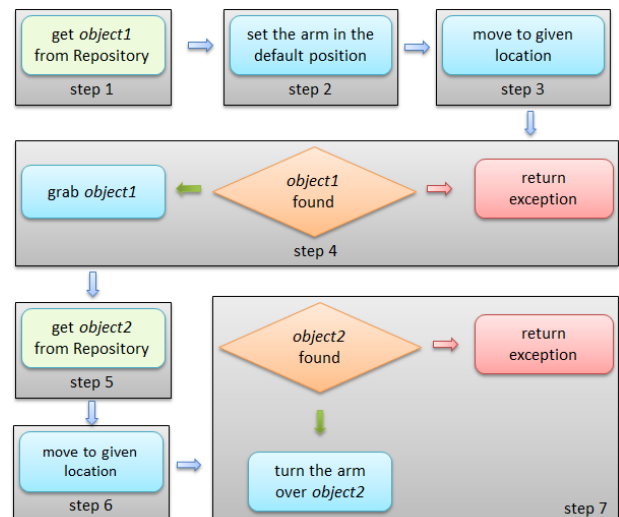 get object1
from Repository
step 1
set the arm in the
default position
step 2
move to given
location
step 3
grab object1
object1
found
return
exception
step 4
get object2
from Repository
step 5
move to given
location
step 6
object2
found
return
exception
turn the arm
over object2
step 7